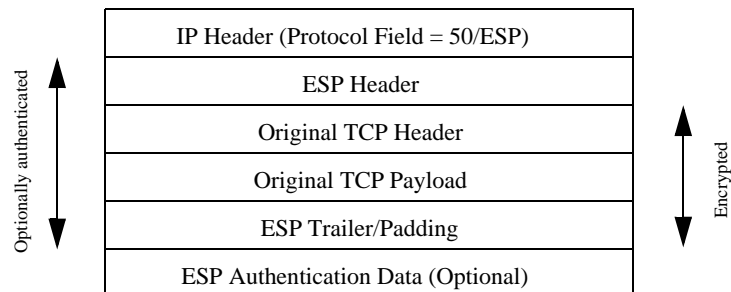 IP Header (Protocol Field = 50/ESP)
ESP Header
Original TCP Header
Original TCP Payload
ESP Trailer/Padding
ESP Authentication Data (Optional)
Optionally authenticated
Encrypted